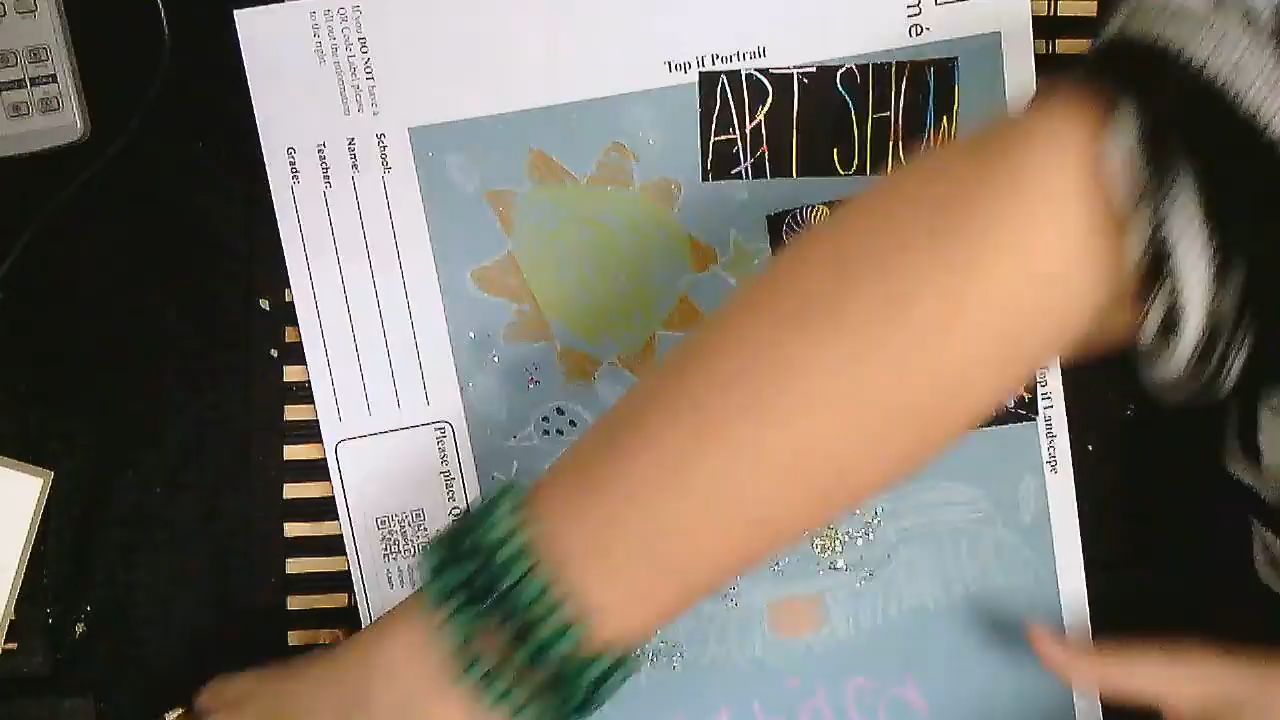 mé
Top if Portrait
ART SHOW
If you DO NOT have a
QR Code Label please
fill out the information
to the right.
School:
Name:
Teacher:
Grade:
Please place Q
Top if Landscape